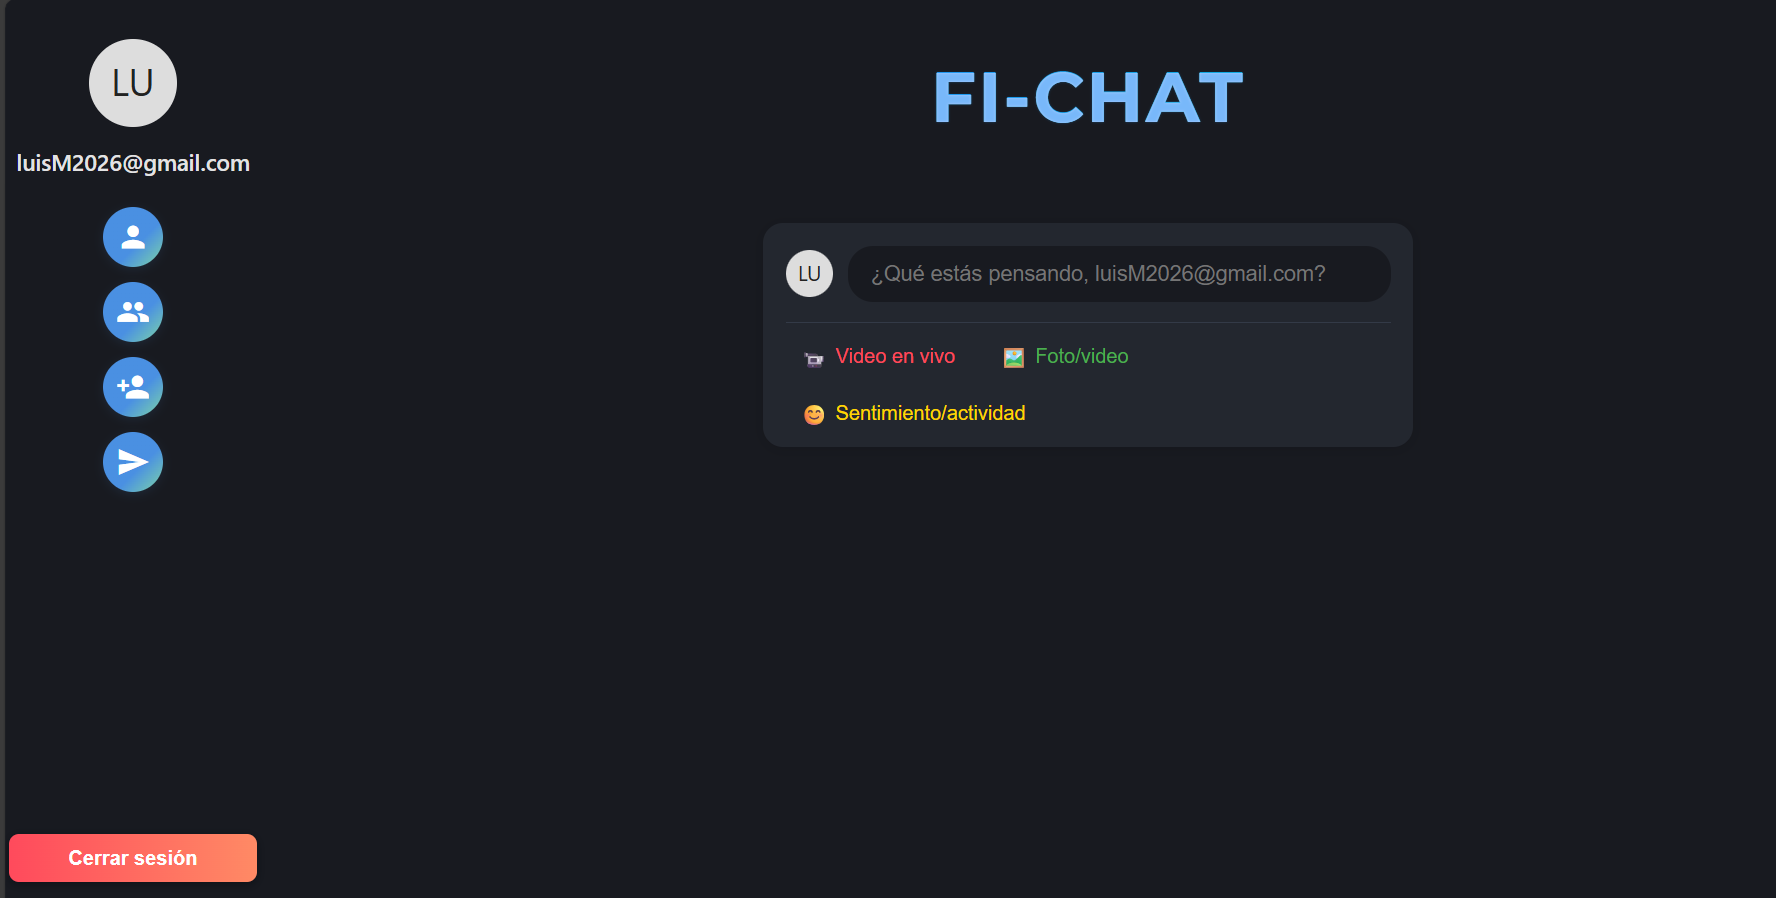 LU
luisM2026@gmail.com
FI-CHAT
LU
¿Qué estás pensando, luisM2026@gmail.com?
Video en vivo
Foto/video
Sentimiento/actividad
Cerrar sesión